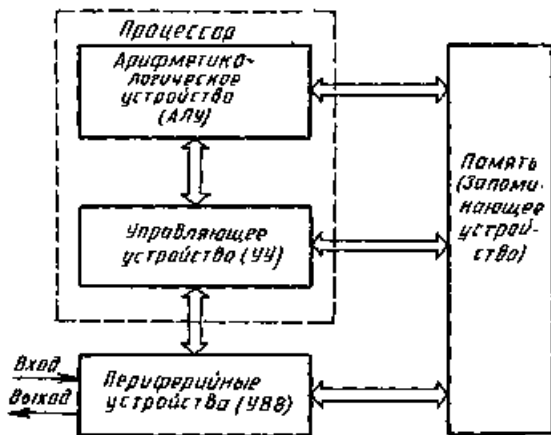 Процессор
Арифметико-
логическое
устройство
(АЛУ)
Управляющее
устройство (УУ)
Память
(Запоми-
нающее
устрой-
ство)
Вход
Выход
Периферийные
устройства (УВВ)